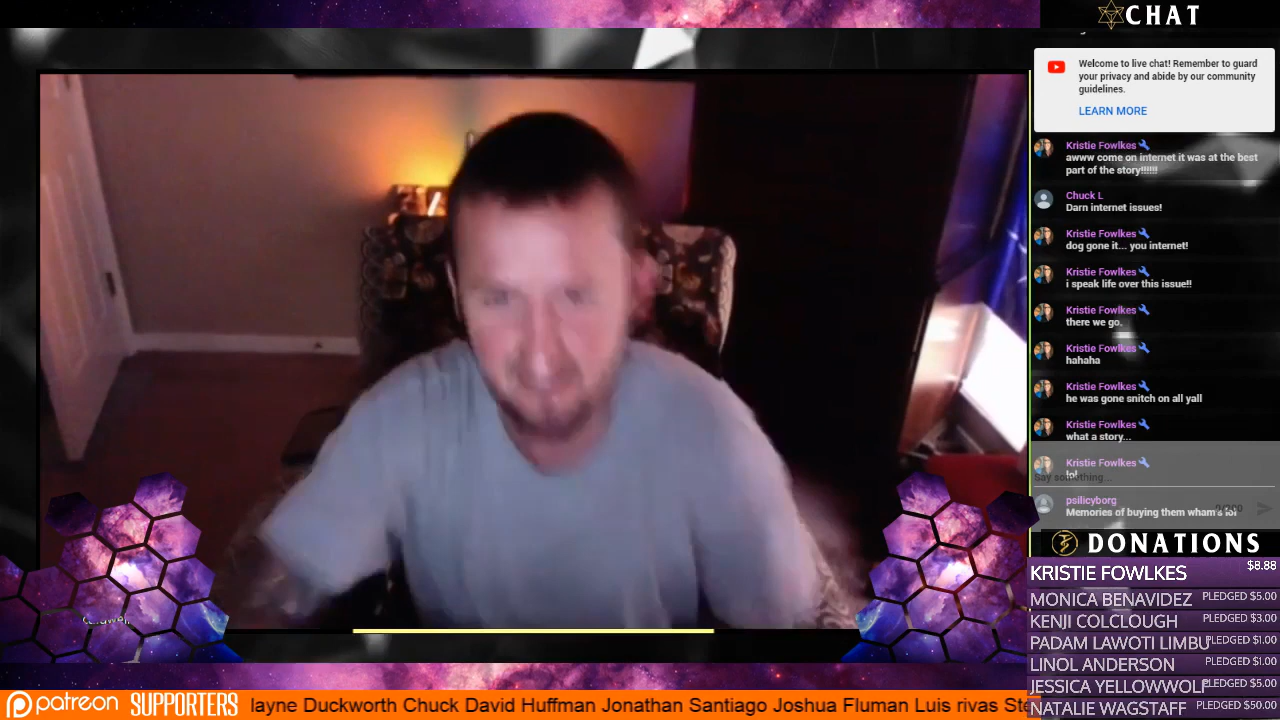 CHAT
Welcome to live chat! Remember to guard
your privacy and abide by our community
guidelines.
LEARN MORE
Kristie Fowlkes
awww come on internet it was at the best
part of the story!!!!!!
Chuck L
Darn internet issues!
Kristie Fowlkes
dog gone it... you internet!
Kristie Fowlkes
i speak life over this issue!!
Kristie Fowlkes
there we go.
Kristie Fowlkes
hahaha
Kristie Fowlkes
he was gone snitch on all yall
Kristie Fowlkes
what a story...
Kristie Fowlkes
lol
Say something...
psilicyborg
Memories of buying them wham's lol
DONATIONS
KRISTIE FOWLKES $8.88
MONICA BENAVIDEZ PLEDGED $5.00
KENJI COLCLOUGH PLEDGED $3.00
PADAM LAWOTI LIMBU PLEDGED $1.00
LINOL ANDERSON PLEDGED $1.00
JESSICA YELLOWWOLF PLEDGED $5.00
NATALIE WAGSTAFF PLEDGED $50.00
patreon SUPPORTERS layne Duckworth Chuck David Huffman Jonathan Santiago Joshua Fluman Luis rivas Ste